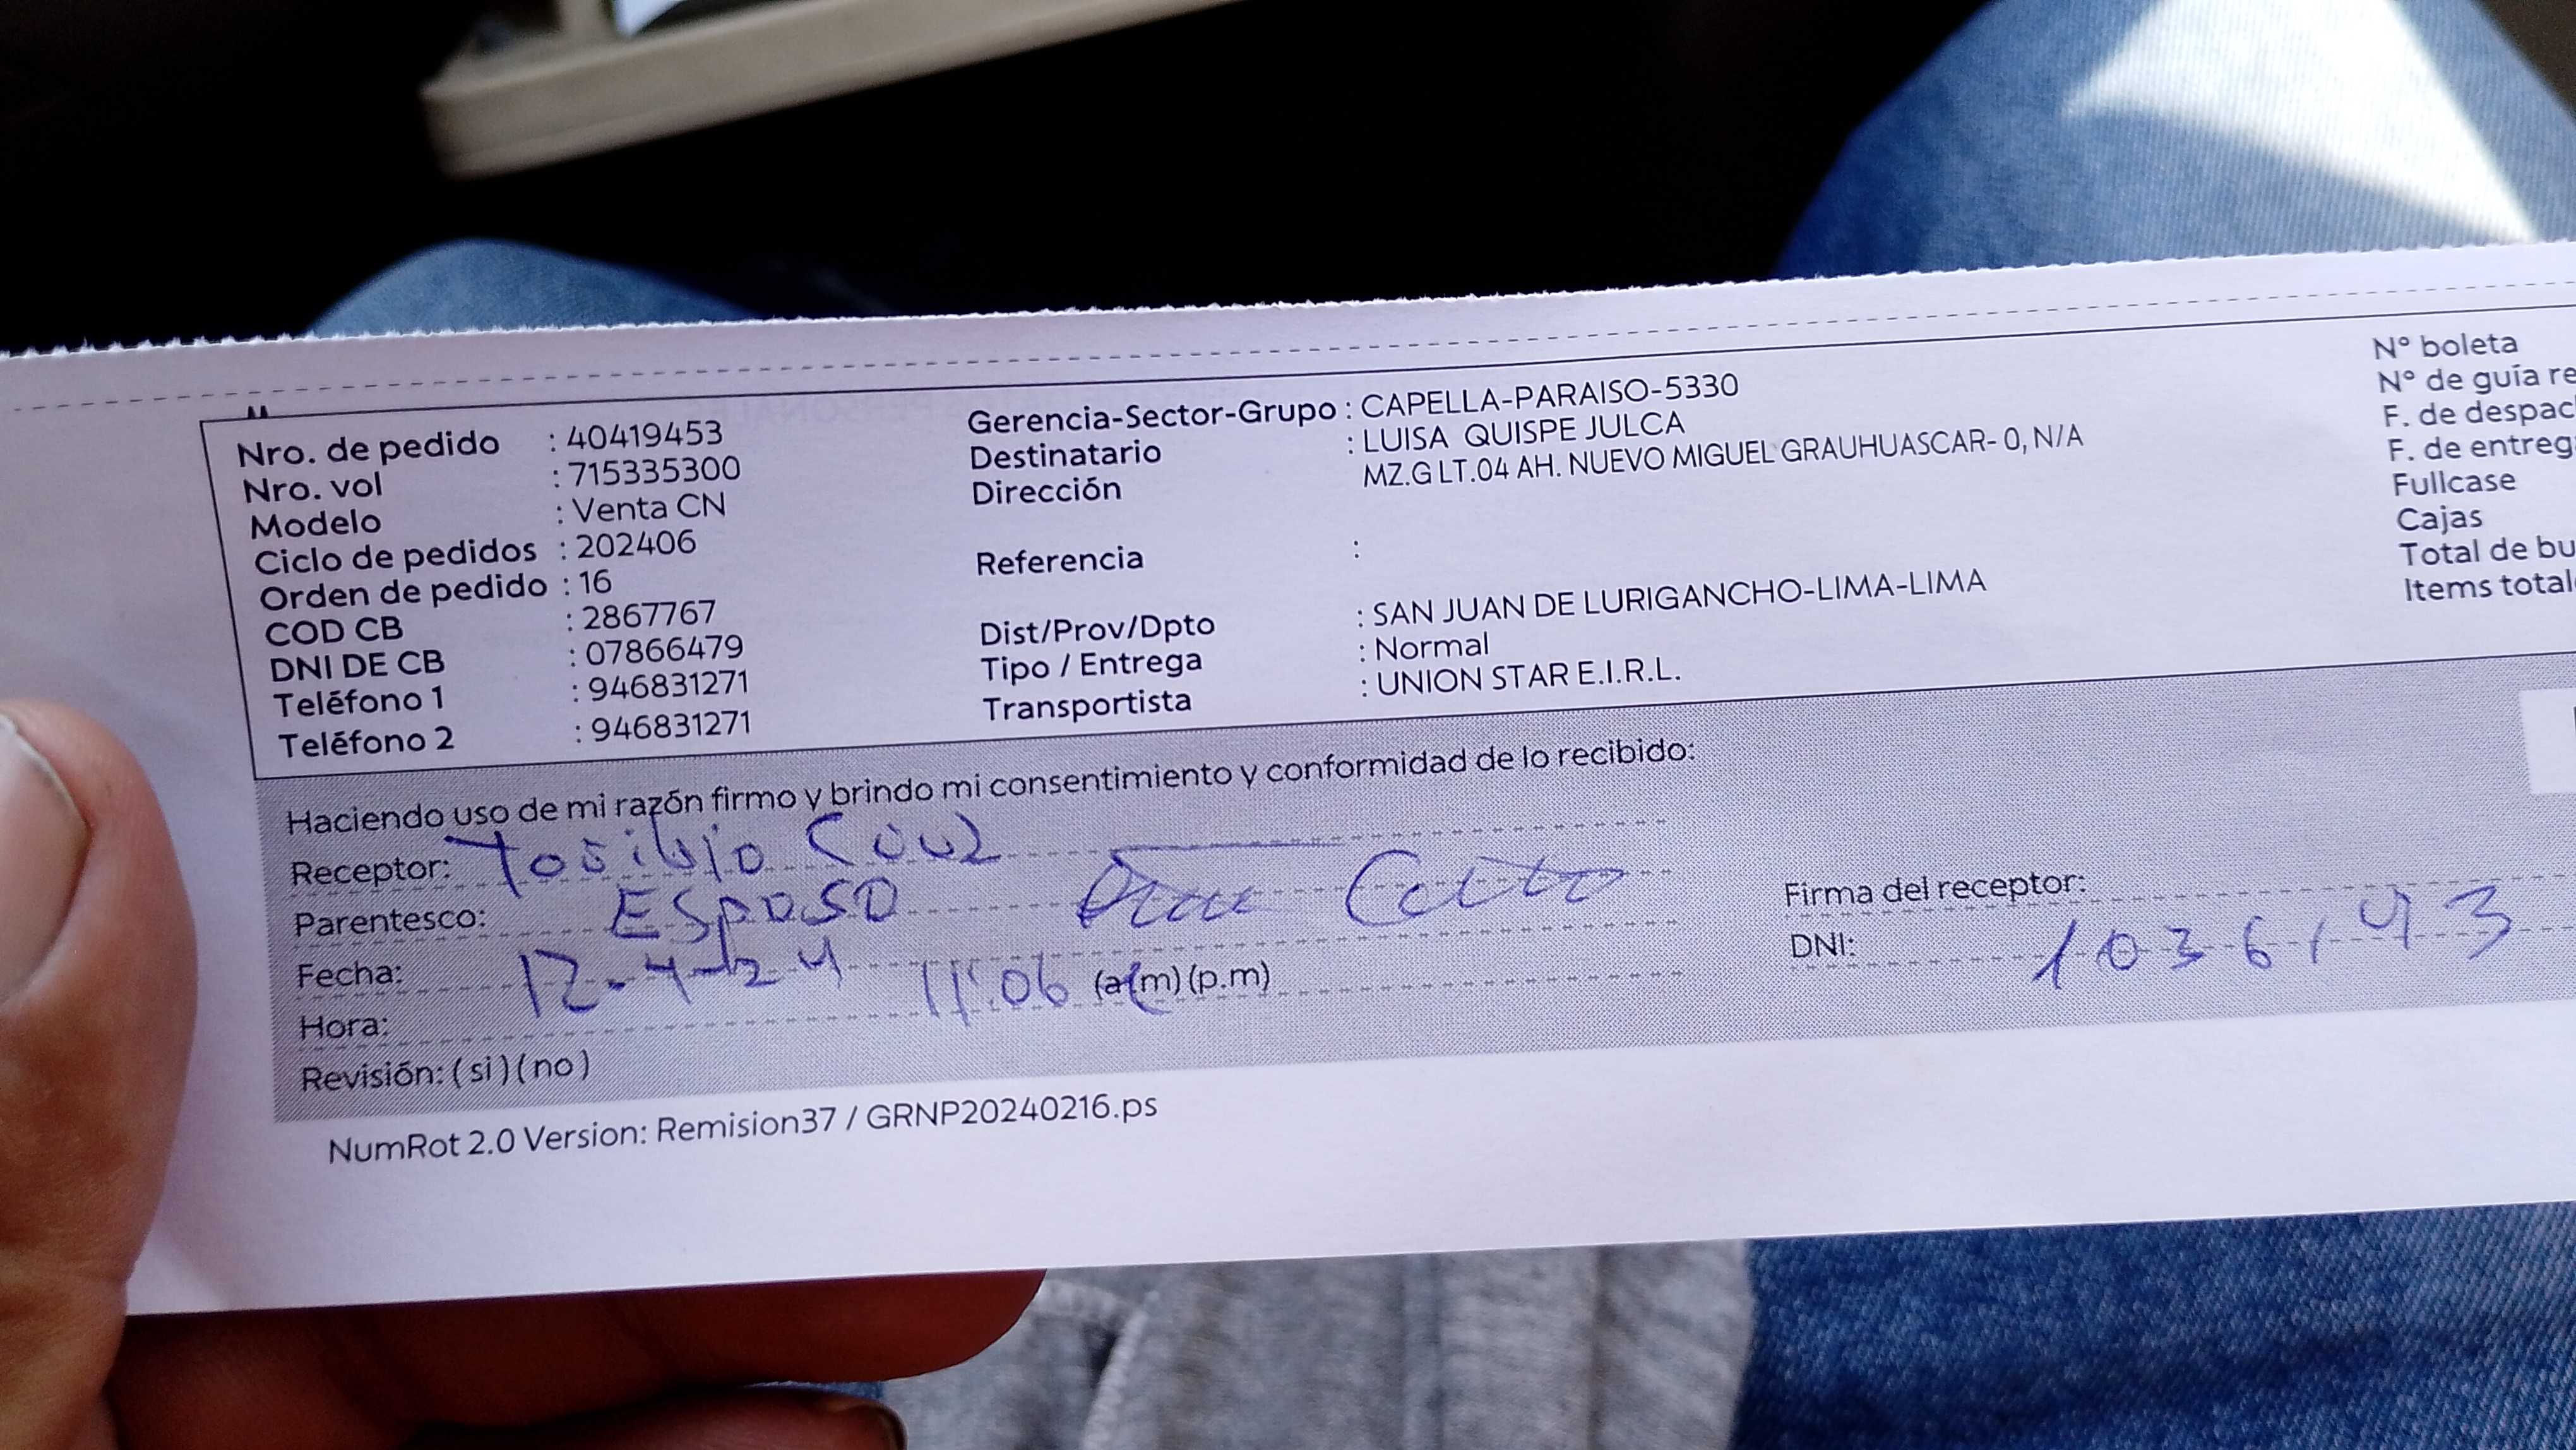 Nro. de pedido : 40419453
Nro. vol : 715335300
Modelo : Venta CN
Ciclo de pedidos : 202406
Orden de pedido : 16
COD CB : 2867767
DNI DE CB : 07866479
Teléfono 1 : 946831271
Teléfono 2 : 946831271
Gerencia-Sector-Grupo : CAPELLA-PARAISO-5330
Destinatario : LUISA QUISPE JULCA
Dirección MZ.G LT.04 AH. NUEVO MIGUEL GRAUHUASCAR- 0, N/A
Referencia :
Dist/Prov/Dpto : SAN JUAN DE LURIGANCHO-LIMA-LIMA
Tipo / Entrega : Normal
Transportista : UNION STAR E.I.R.L.
N° boleta
N° de guía re
F. de despac
F. de entreg
Fullcase
Cajas
Total de bu
Items total
Haciendo uso de mi razón firmo y brindo mi consentimiento y conformidad de lo recibido:
Receptor:
Parentesco: ESPOSO
Fecha: 12-4-24
Hora: 11:06 (a.m) (p.m)
Revisión: ( si ) ( no )
Firma del receptor:
DNI: 10361943
NumRot 2.0 Version: Remision37 / GRNP20240216.ps